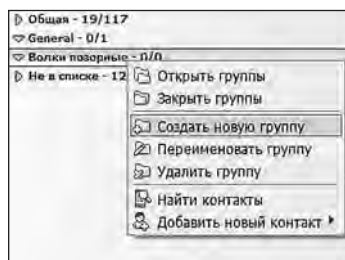 Общая - 19/117
General - 0/1
Волки позорные - 0/0
Не в списке - 12
Открыть группы
Закрыть группы
Создать новую группу
Переименовать группу
Удалить группу
Найти контакты
Добавить новый контакт